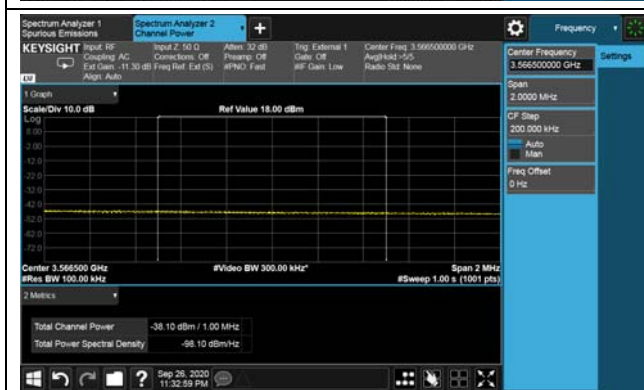 Spectrum Analyzer 1
Spurious Emissions
Spectrum Analyzer 2
Channel Power
+
Frequency
KEYSIGHT
Input: RF
Coupling: AC
Ext Gain: -11.30 dB
Align: Auto
Input Z: 50 Ω
Corrections: Off
Freq Ref: Ext (S)
Atten: 32 dB
Preamp: Off
#PNO: Fast
Trig: External 1
Gate: Off
#IF Gain: Low
Center Freq: 3.566500000 GHz
Avg|Hold:>5/5
Radio Std: None
LXI
Center Frequency
3.566500000 GHz
Settings
Span
2.0000 MHz
CF Step
200.000 kHz
Auto
Man
Freq Offset
0 Hz
1 Graph
Scale/Div 10.0 dB
Ref Value 18.00 dBm
Log
8.00
-2.00
-12.0
-22.0
-32.0
-42.0
-52.0
-62.0
-72.0
Center 3.566500 GHz
#Video BW 300.00 kHz*
Span 2 MHz
#Res BW 100.00 kHz
#Sweep 1.00 s (1001 pts)
2 Metrics
Total Channel Power -38.10 dBm / 1.00 MHz
Total Power Spectral Density -98.10 dBm/Hz
?
Sep 26, 2020
11:32:59 PM